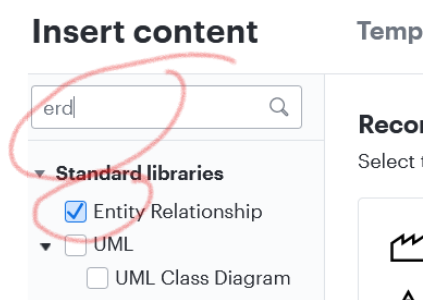 Insert content
Temp
erd
Recor
Standard libraries
Select t
Entity Relationship
UML
UML Class Diagram